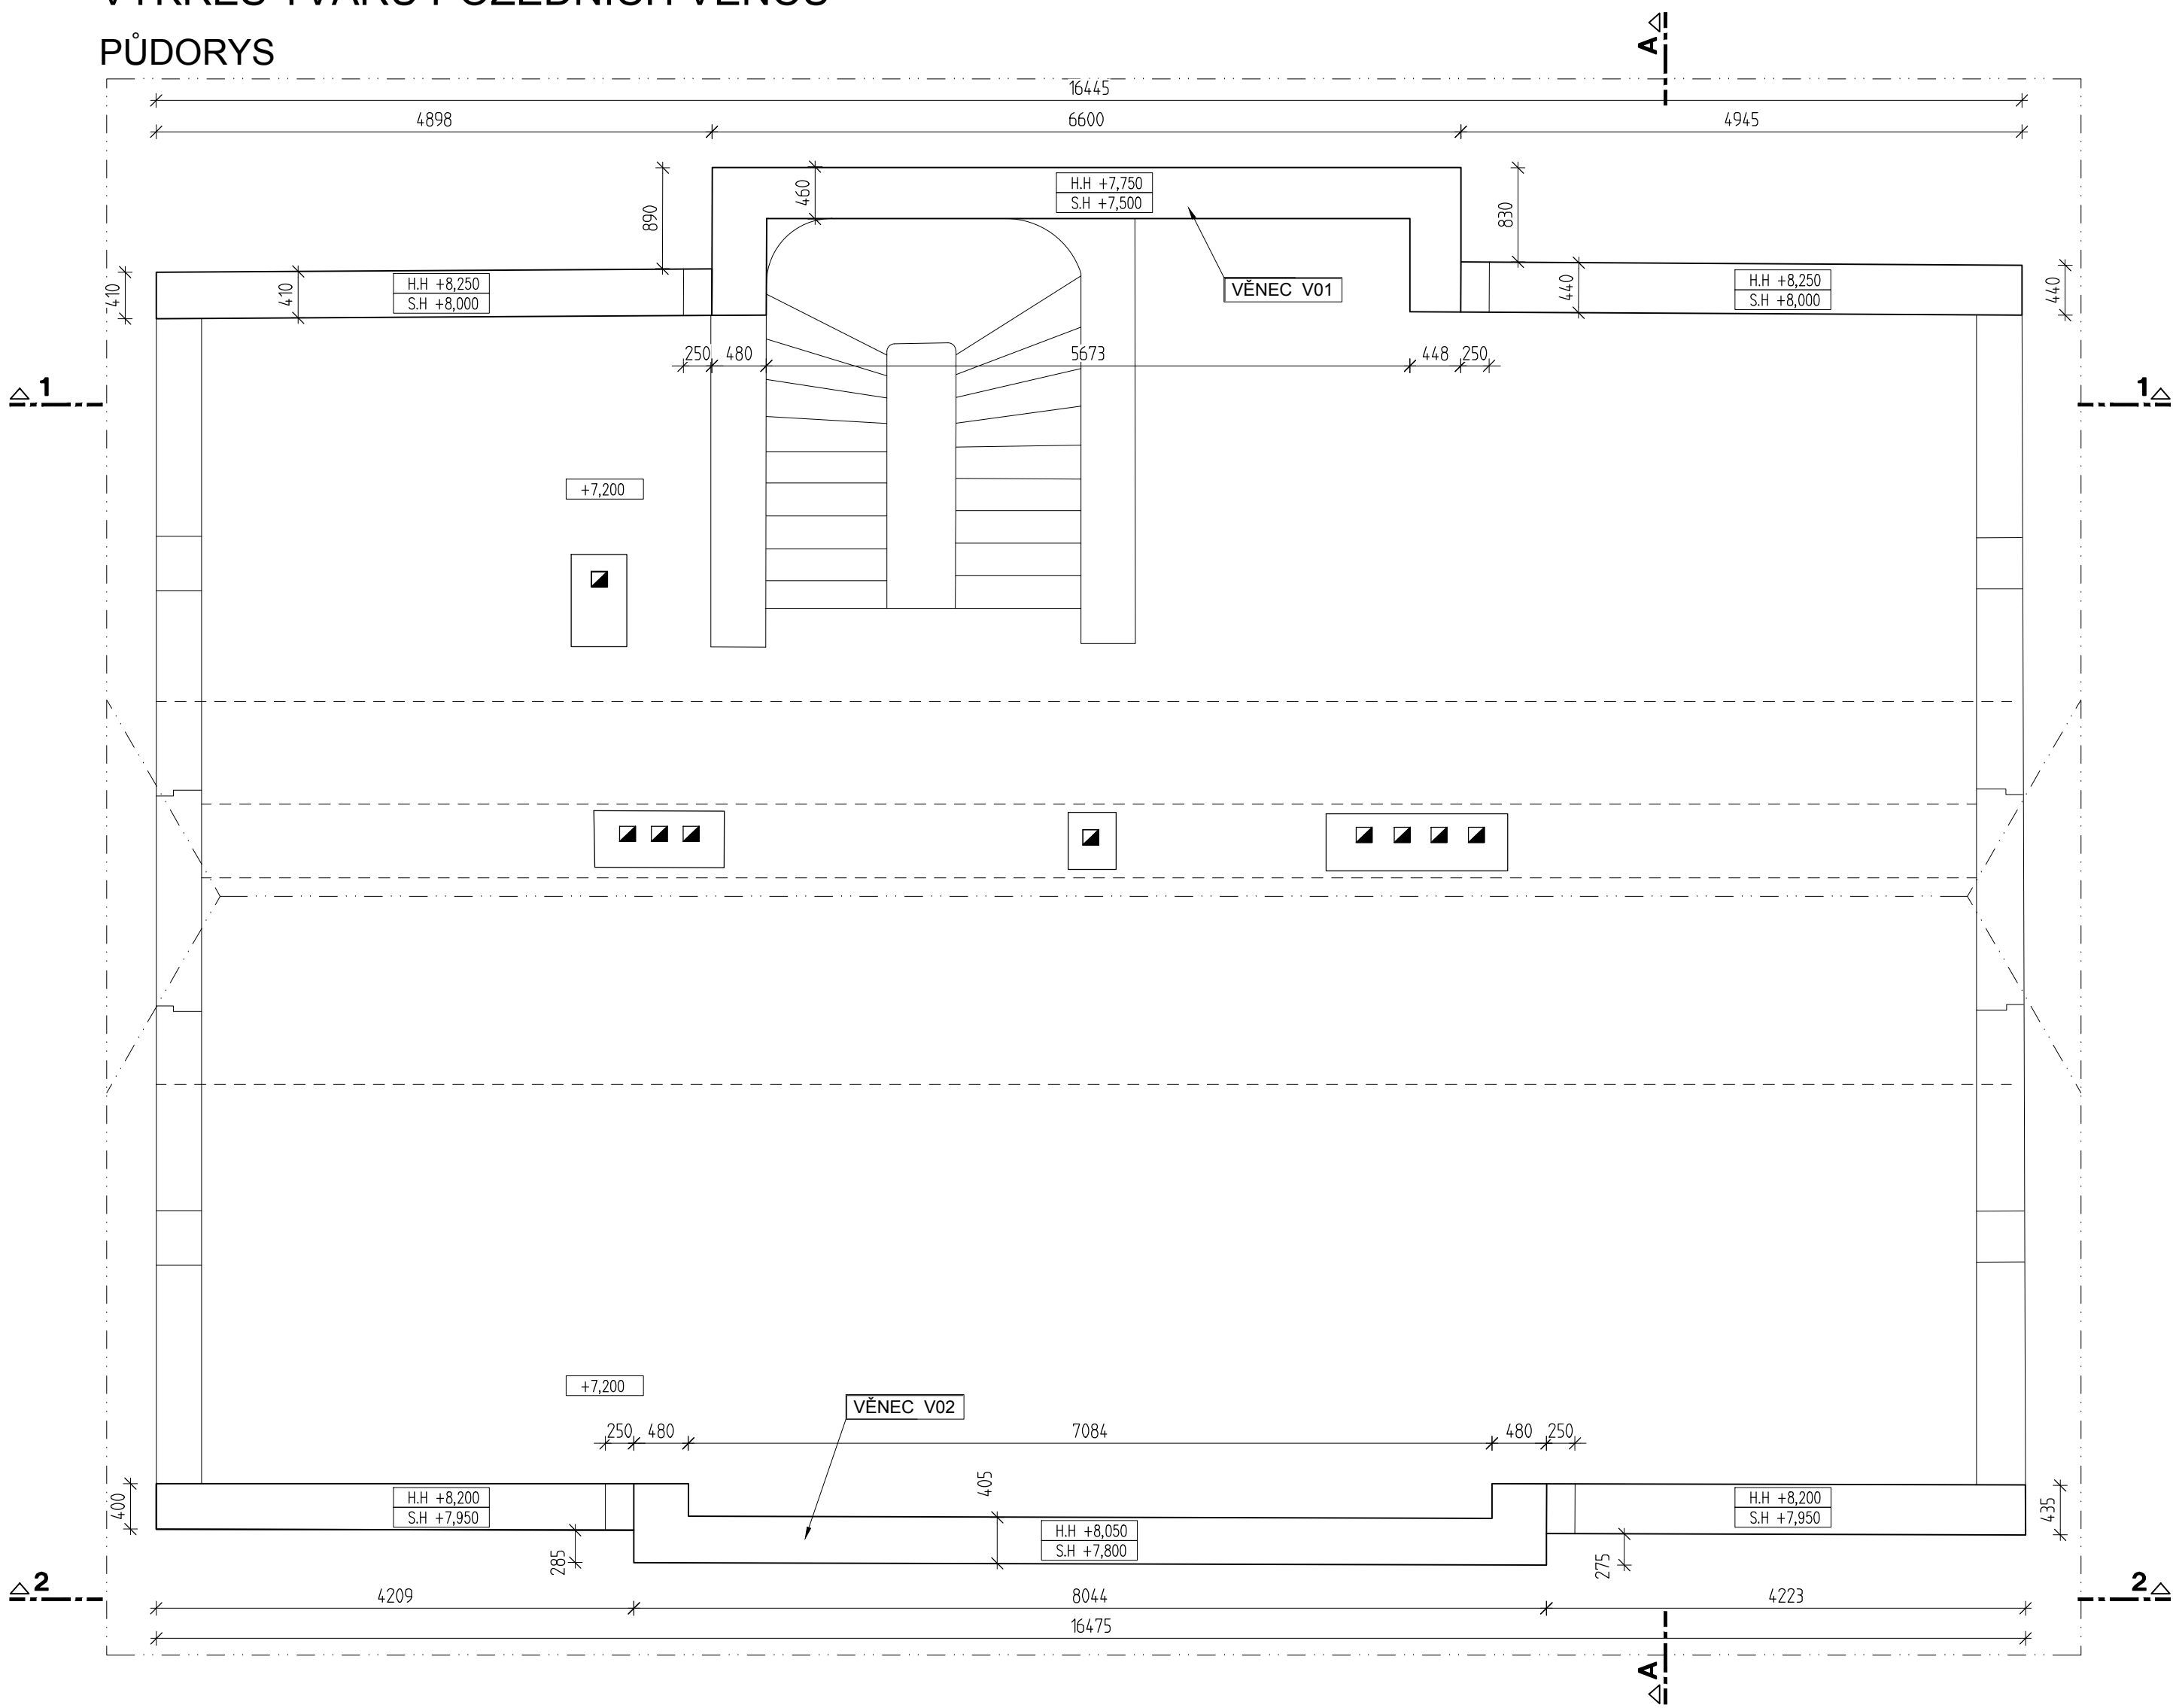 PŮDORYS
A
16445
4898 6600 4945
460
H.H +7,750
S.H +7,500
890
830
410
410
H.H +8,250
S.H +8,000
VĚNEC V01
440
H.H +8,250
S.H +8,000
440
250 480 5673 448 250
1 1
+7,200
+7,200
VĚNEC V02
250 480 7084 480 250
400
H.H +8,200
S.H +7,950
405
H.H +8,050
S.H +7,800
H.H +8,200
S.H +7,950
435
285
275
2 2
4209 8044 4223
16475
A